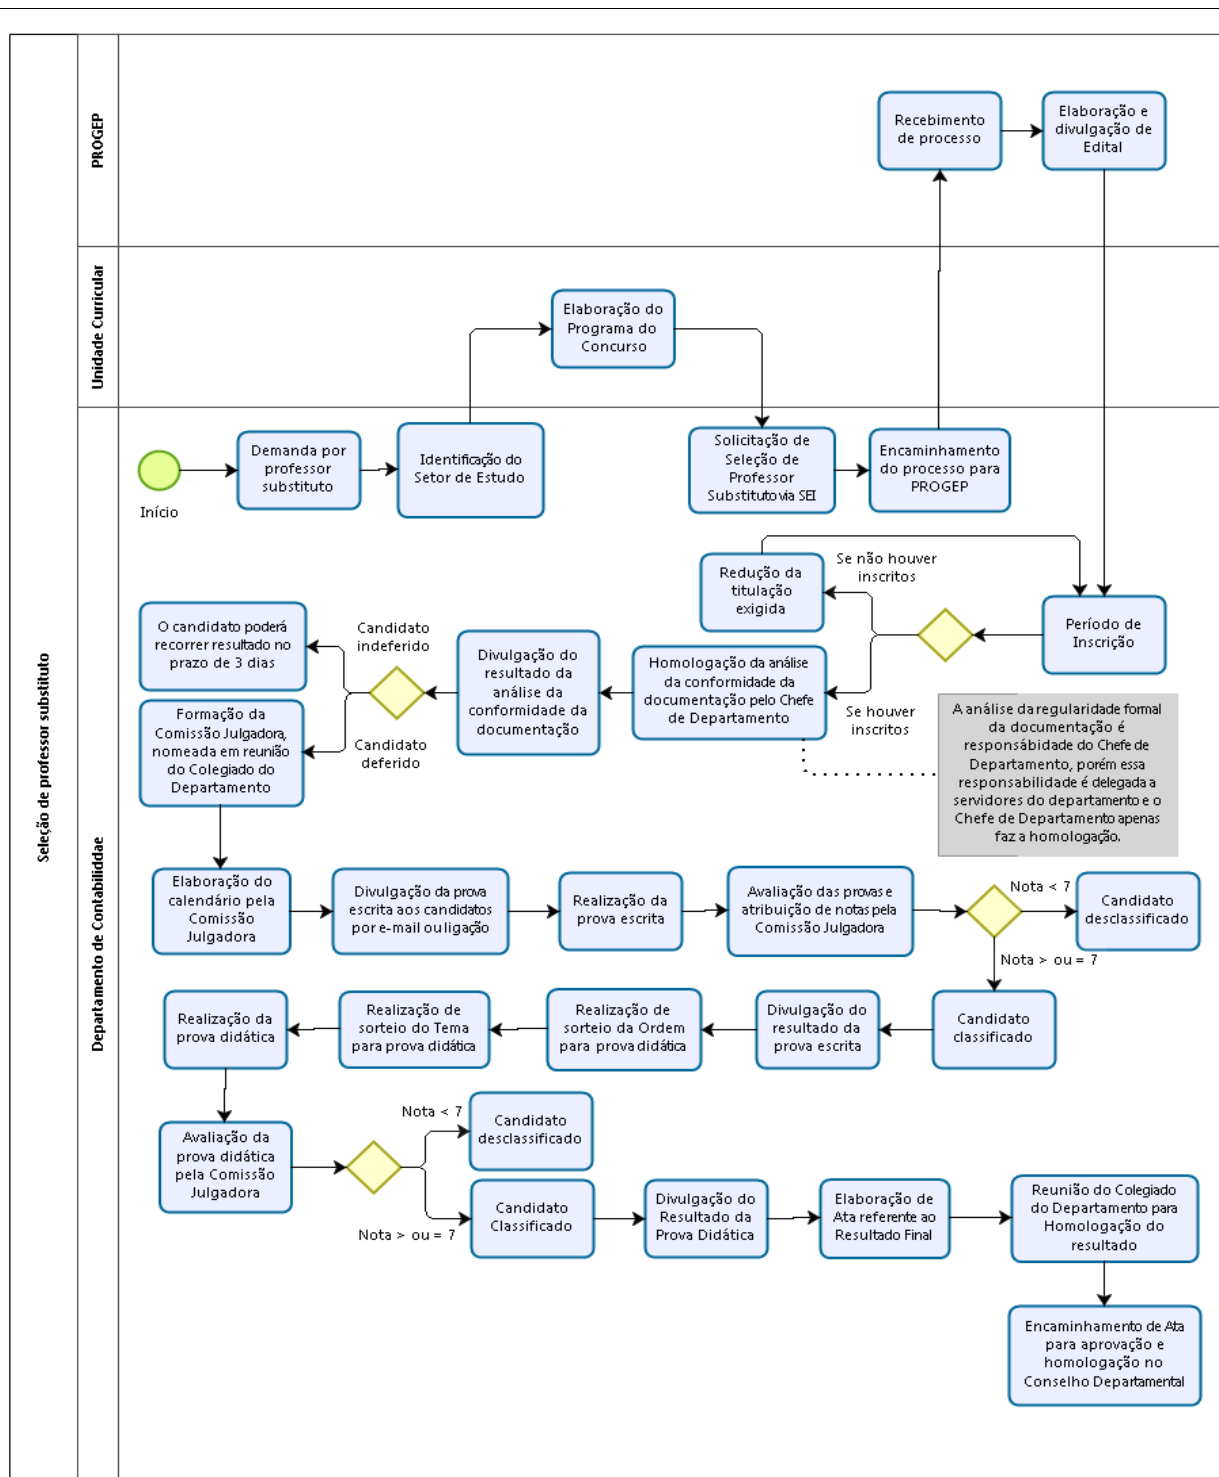 Seleção de professor substituto
PROGEP
Recebimento
de processo
Elaboração e
divulgação de
Edital
Unidade Curricular
Elaboração do
Programa do
Concurso
Departamento de Contabiliddae
Início
Demanda por
professor
substituto
Identificação do
Setor de Estudo
Solicitação de
Seleção de
Professor
Substituto via SEI
Encaminhamento
do processo para
PROGEP
Período de
Inscrição
Se não houver
inscritos
Redução da
titulação
exigida
Se houver
inscritos
Homologação da análise
da conformidade da
documentação pelo Chefe
de Departamento
A análise da regularidade formal
da documentação é
responsábidade do Chefe de
Departamento, porém essa
responsabilidade é delegada a
servidores do departamento e o
Chefe de Departamento apenas
faz a homologação.
Divulgação do
resultado da
análise da
conformidade da
documentação
Candidato
indeferido
O candidato poderá
recorrer resultado no
prazo de 3 dias
Candidato
deferido
Formação da
Comissão Julgadora,
nomeada em reunião
do Colegiado do
Departamento
Elaboração do
calendário pela
Comissão
Julgadora
Divulgação da prova
escrita aos candidatos
por e-mail ou ligação
Realização da
prova escrita
Avaliação das provas e
atribuição de notas pela
Comissão Julgadora
Nota < 7
Candidato
desclassificado
Nota > ou = 7
Candidato
classificado
Divulgação do
resultado da
prova escrita
Realização de
sorteio da Ordem
para prova didática
Realização de
sorteio do Tema
para prova didática
Realização da
prova didática
Avaliação da
prova didática
pela Comissão
Julgadora
Nota < 7
Candidato
desclassificado
Nota > ou = 7
Candidato
Classificado
Divulgação do
Resultado da
Prova Didática
Elaboração de
Ata referente ao
Resultado Final
Reunião do Colegiado
do Departamento para
Homologação do
resultado
Encaminhamento de Ata
para aprovação e
homologação no
Conselho Departamental